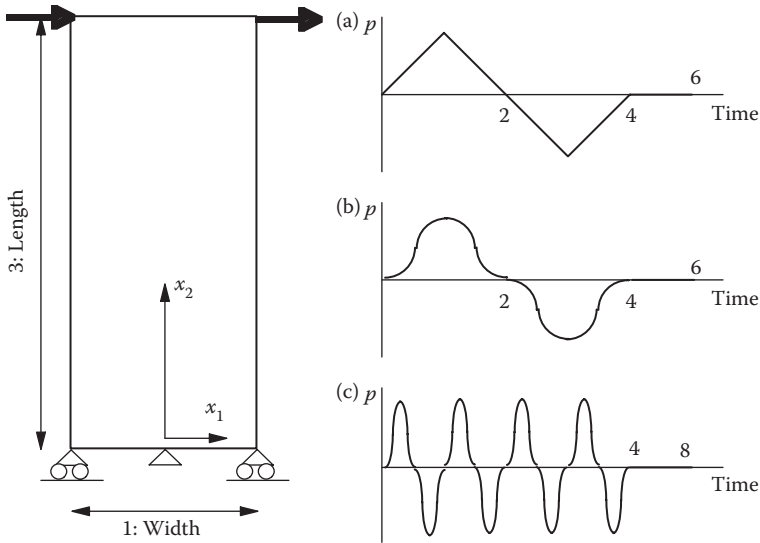 3: Length
x2
x1
1: Width
(a) p
2
4
6
Time
(b) p
2
4
6
Time
(c) p
4
8
Time